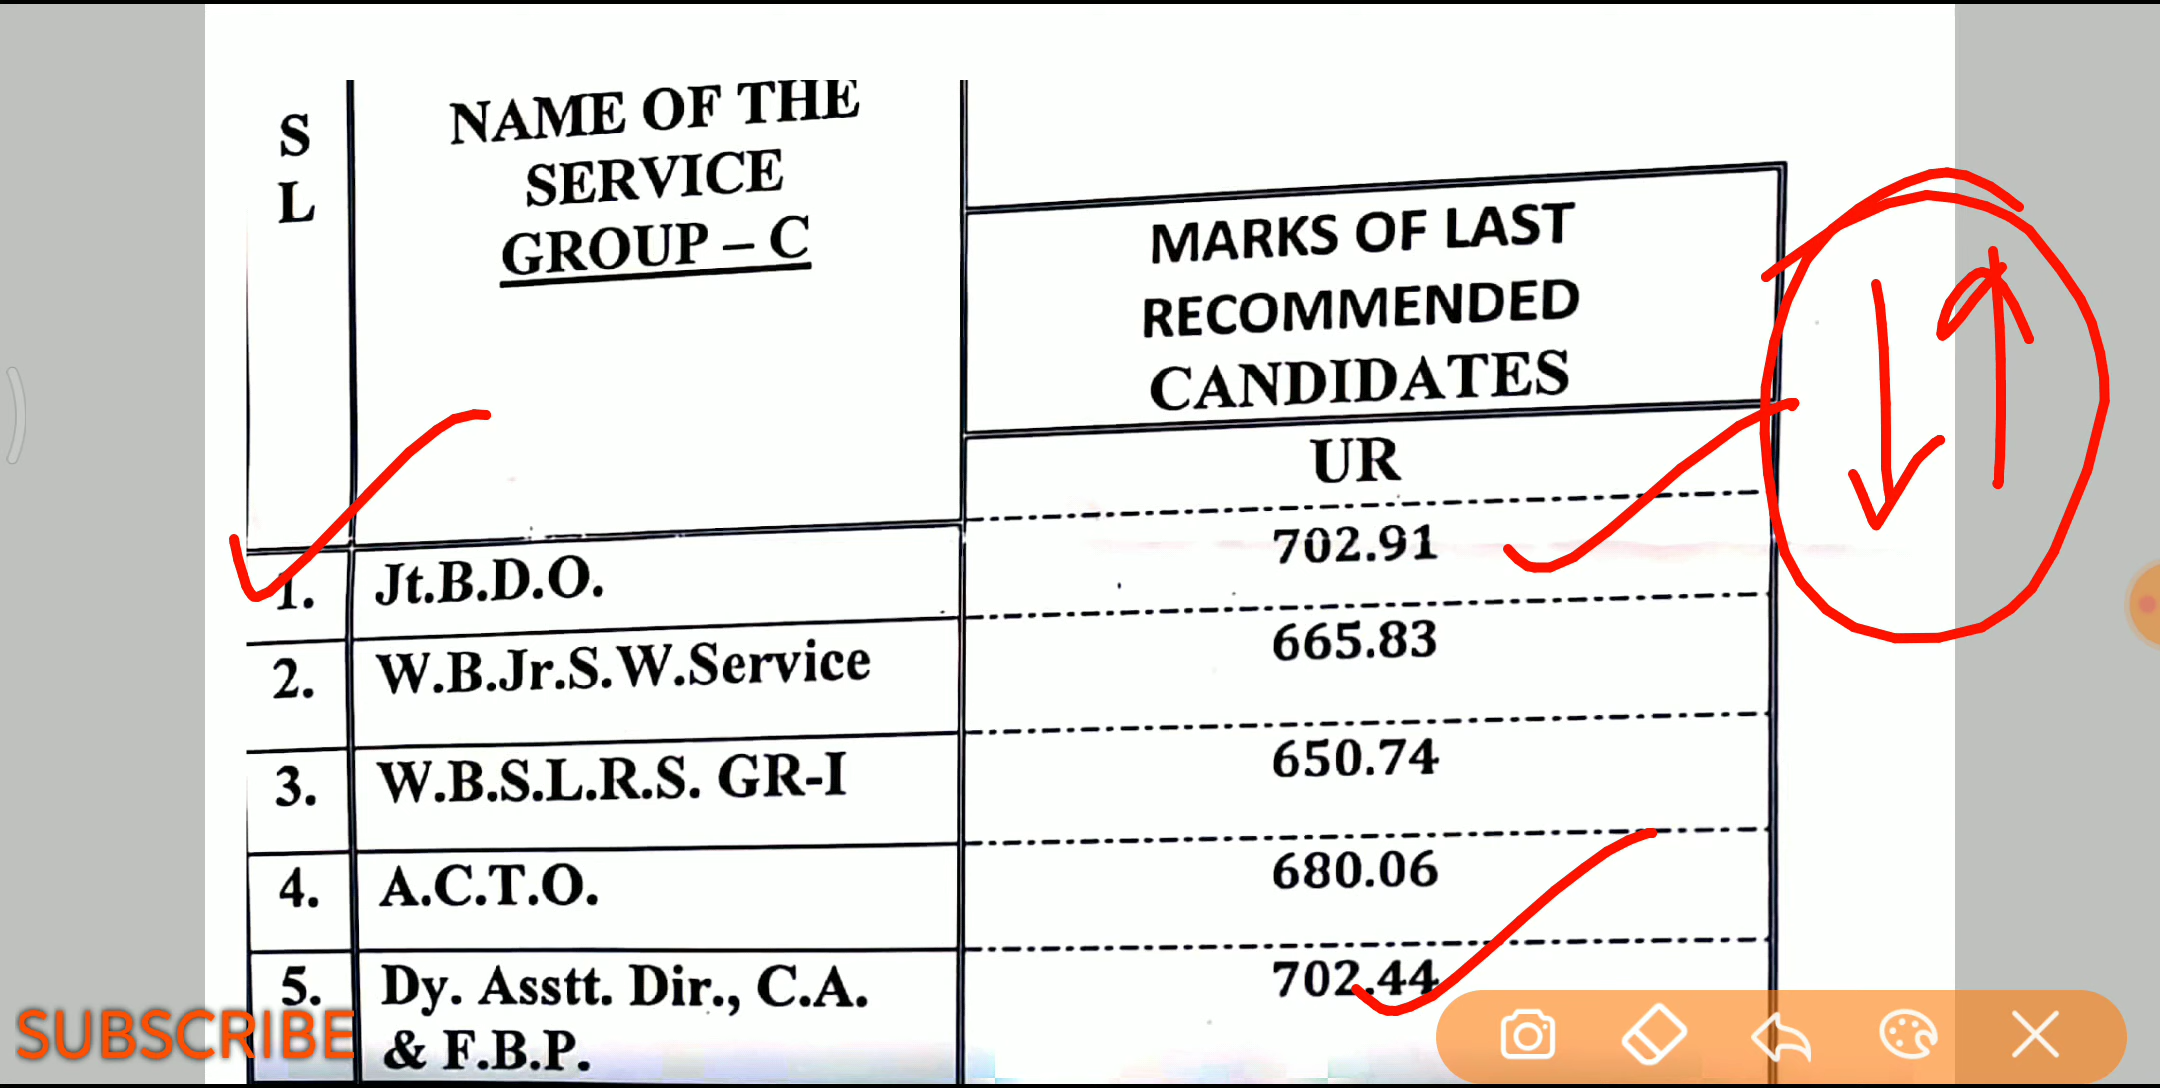 S
L
NAME OF THE
SERVICE
GROUP – C
MARKS OF LAST
RECOMMENDED
CANDIDATES
UR
1. Jt.B.D.O. 702.91
2. W.B.Jr.S.W.Service 665.83
3. W.B.S.L.R.S. GR-I 650.74
4. A.C.T.O. 680.06
5. Dy. Asstt. Dir., C.A. 702.44
& F.B.P.
SUBSCRIBE